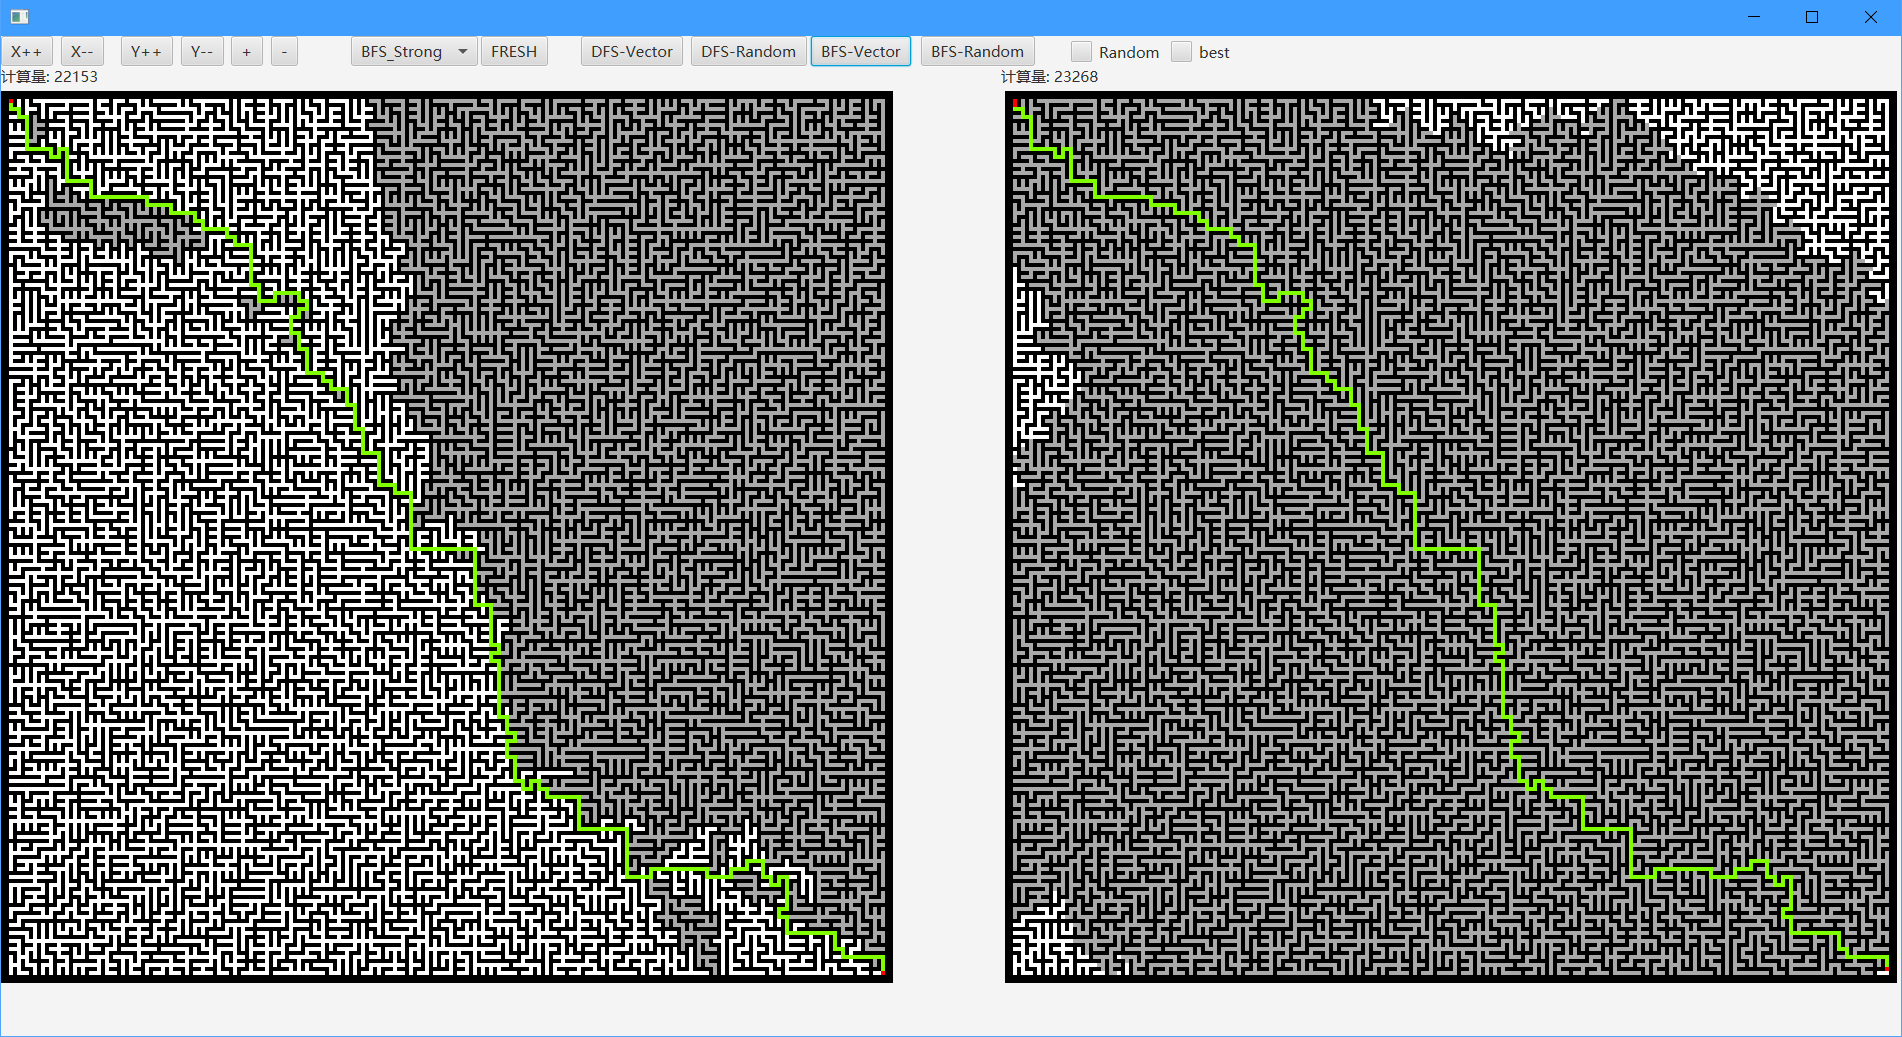 X++ X-- Y++ Y-- + - BFS_Strong FRESH DFS-Vector DFS-Random BFS-Vector BFS-Random Random best
计算量: 22153 计算量: 23268